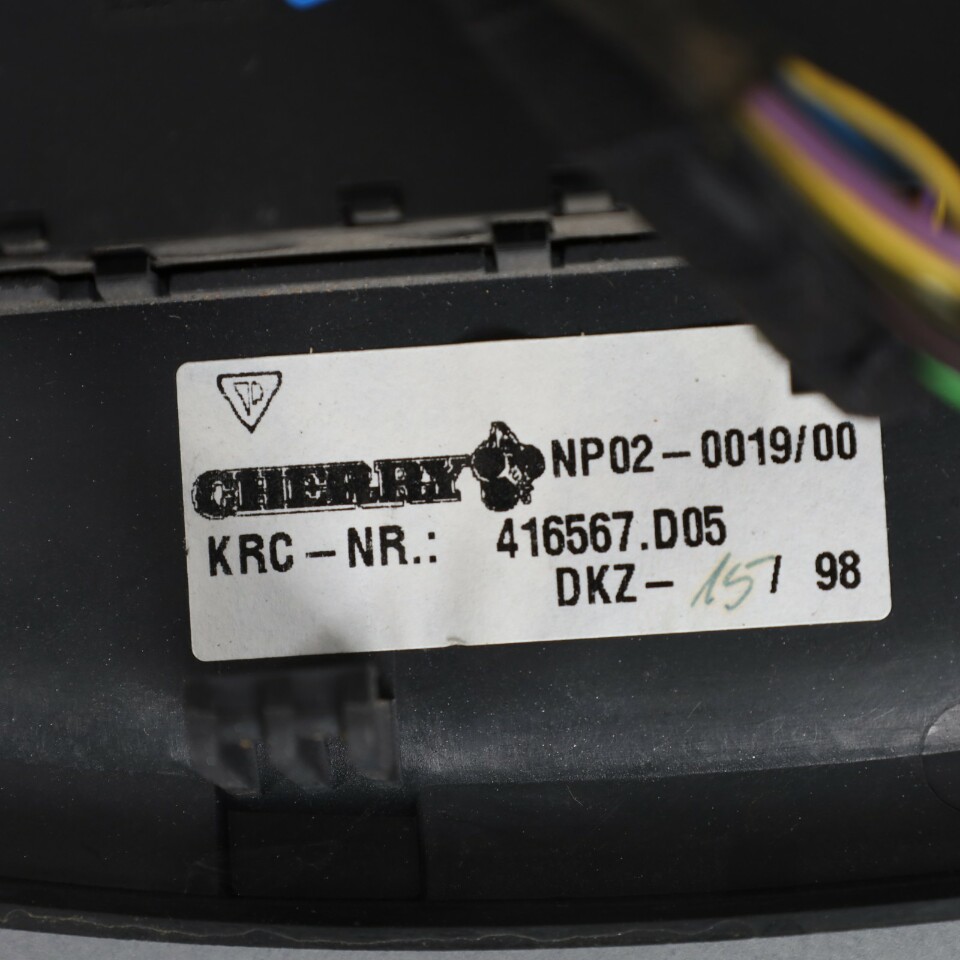 CHERRY NP02-0019/00
KRC-NR.: 416567.D05
DKZ- 15/ 98